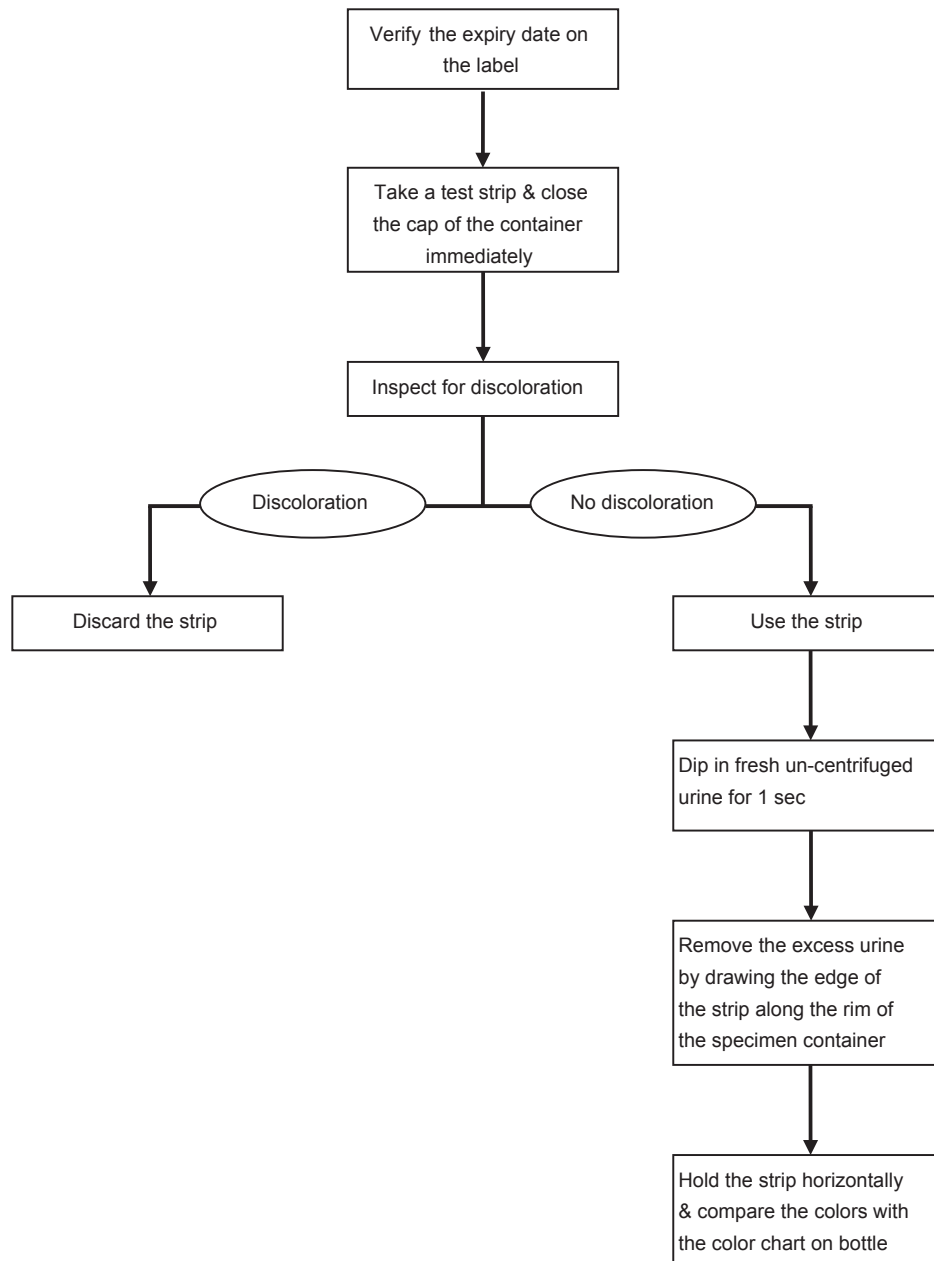 Verify the expiry date on
the label
Take a test strip & close
the cap of the container
immediately
Inspect for discoloration
Discoloration
No discoloration
Discard the strip
Use the strip
Dip in fresh un-centrifuged
urine for 1 sec
Remove the excess urine
by drawing the edge of
the strip along the rim of
the specimen container
Hold the strip horizontally
& compare the colors with
the color chart on bottle